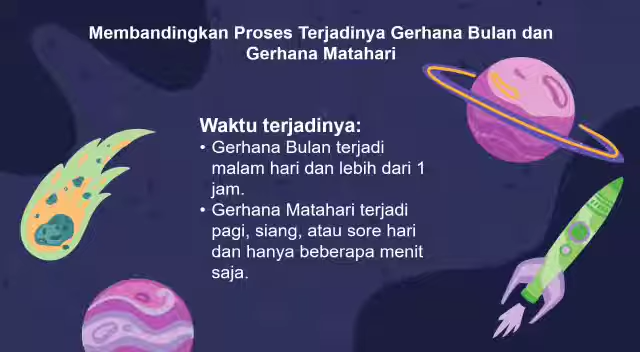 Membandingkan Proses Terjadinya Gerhana Bulan dan
Gerhana Matahari
Waktu terjadinya:
• Gerhana Bulan terjadi
malam hari dan lebih dari 1
jam.
• Gerhana Matahari terjadi
pagi, siang, atau sore hari
dan hanya beberapa menit
saja.